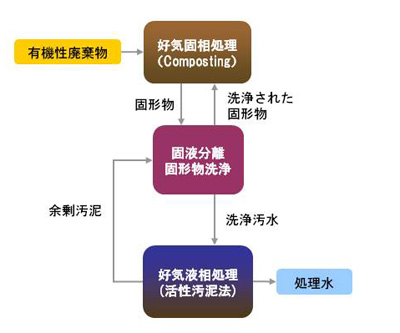 好気固相処理
（Composting）
有機性廃棄物
固形物
洗浄された
固形物
固液分離
固形物洗浄
余剰汚泥
洗浄汚水
好気液相処理
（活性汚泥法）
処理水